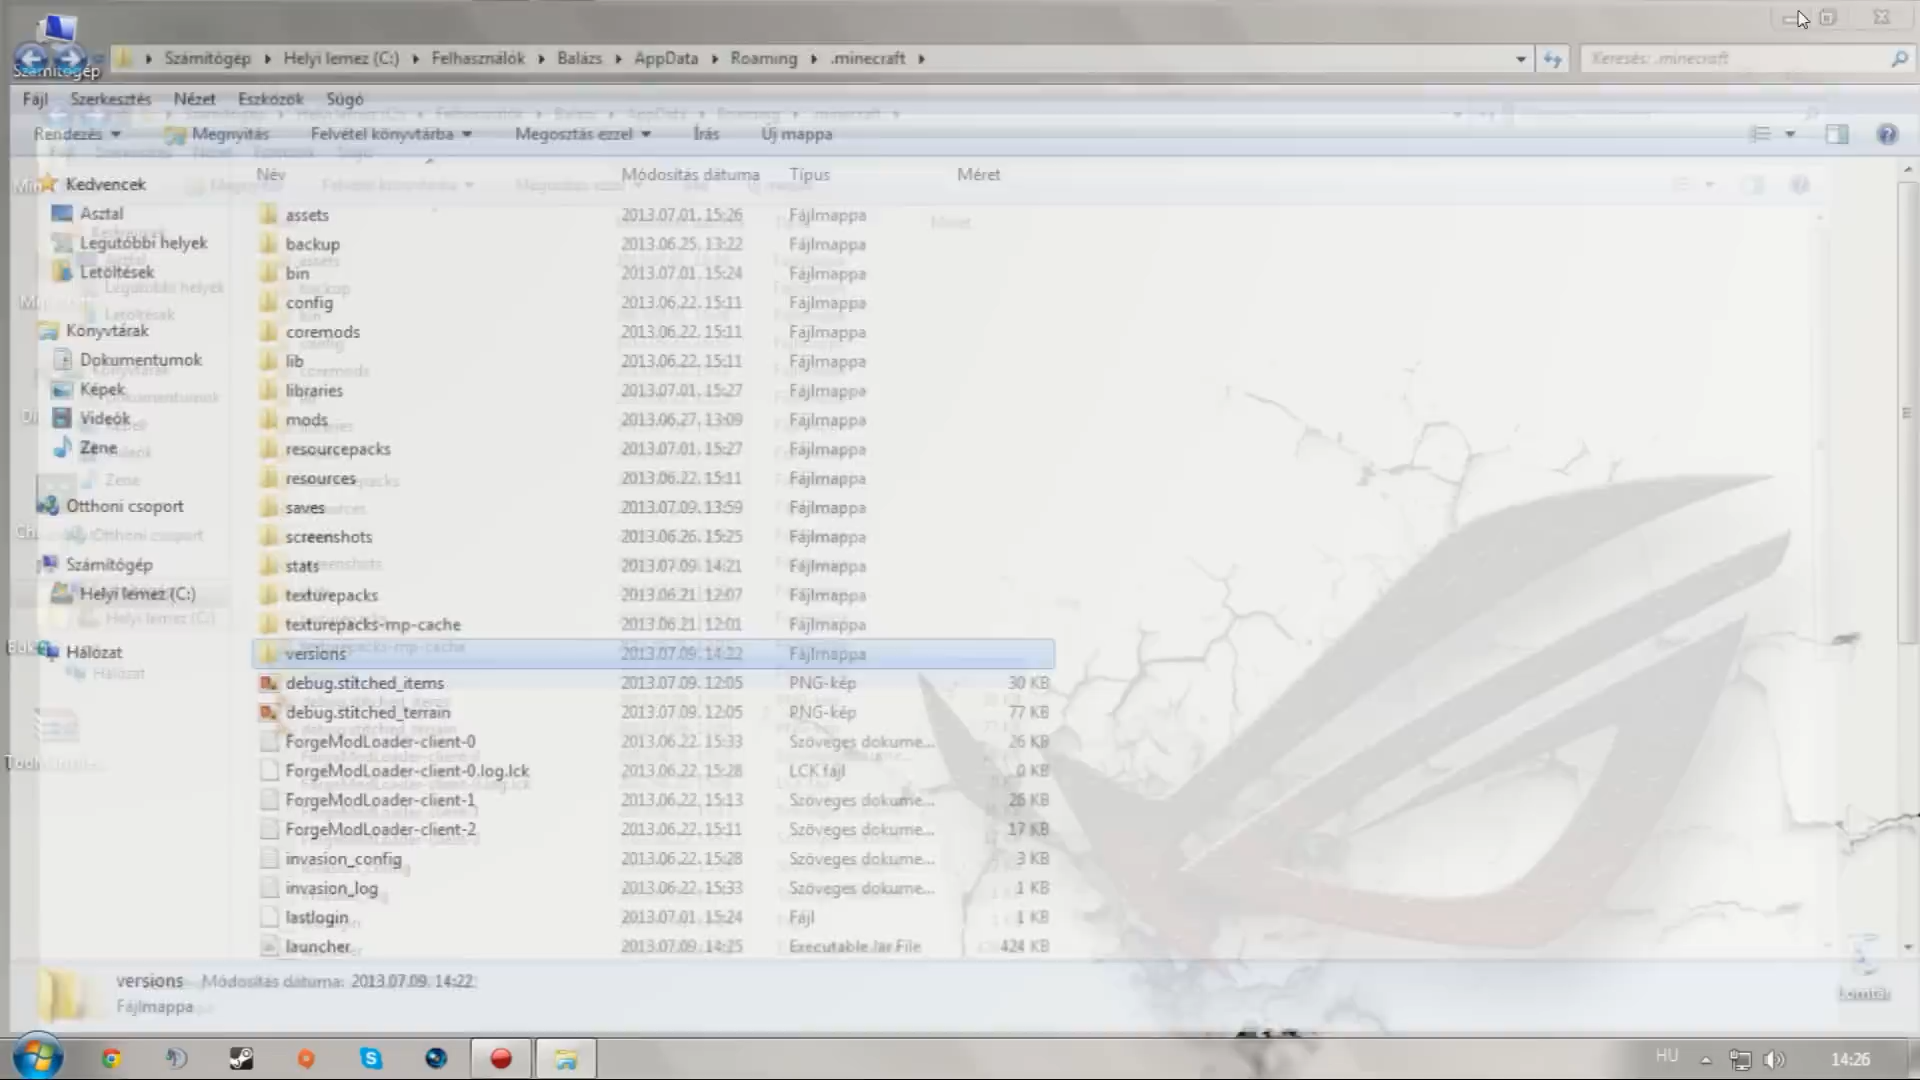 Számítógép
Számítógép Helyi lemez (C:) Felhasználók Balázs AppData Roaming .minecraft
Keresés: .minecraft
Fájl Szerkesztés Nézet Eszközök Súgó
Rendezés Megnyitás Felvétel könyvtárba Megosztás ezzel Írás Új mappa
Név Módosítás dátuma Típus Méret
Kedvencek
Asztal
Legutóbbi helyek
Letöltések
Könyvtárak
Dokumentumok
Képek
Videók
Zene
Otthoni csoport
Számítógép
Helyi lemez (C:)
Hálózat
assets 2013.07.01. 15:26 Fájlmappa
backup 2013.06.25. 13:22 Fájlmappa
bin 2013.07.01. 15:24 Fájlmappa
config 2013.06.22. 15:11 Fájlmappa
coremods 2013.06.22. 15:11 Fájlmappa
lib 2013.06.22. 15:11 Fájlmappa
libraries 2013.07.01. 15:27 Fájlmappa
mods 2013.06.27. 13:09 Fájlmappa
resourcepacks 2013.07.01. 15:27 Fájlmappa
resources 2013.06.22. 15:11 Fájlmappa
saves 2013.07.09. 13:59 Fájlmappa
screenshots 2013.06.26. 15:25 Fájlmappa
stats 2013.07.09. 14:21 Fájlmappa
texturepacks 2013.06.21. 12:07 Fájlmappa
texturepacks-mp-cache 2013.06.21. 12:01 Fájlmappa
versions 2013.07.09. 14:22 Fájlmappa
debug.stitched_items 2013.07.09. 12:05 PNG-kép 30 KB
debug.stitched_terrain 2013.07.09. 12:05 PNG-kép 77 KB
ForgeModLoader-client-0 2013.06.22. 15:33 Szöveges dokume... 26 KB
ForgeModLoader-client-0.log.lck 2013.06.22. 15:28 LCK fájl 0 KB
ForgeModLoader-client-1 2013.06.22. 15:13 Szöveges dokume... 26 KB
ForgeModLoader-client-2 2013.06.22. 15:11 Szöveges dokume... 17 KB
invasion_config 2013.06.22. 15:28 Szöveges dokume... 3 KB
invasion_log 2013.06.22. 15:33 Szöveges dokume... 1 KB
lastlogin 2013.07.01. 15:24 Fájl 1 KB
launcher 2013.07.09. 14:25 Executable Jar File 424 KB
versions Módosítás dátuma: 2013.07.09. 14:22
Fájlmappa
Lomtár
HU 14:26